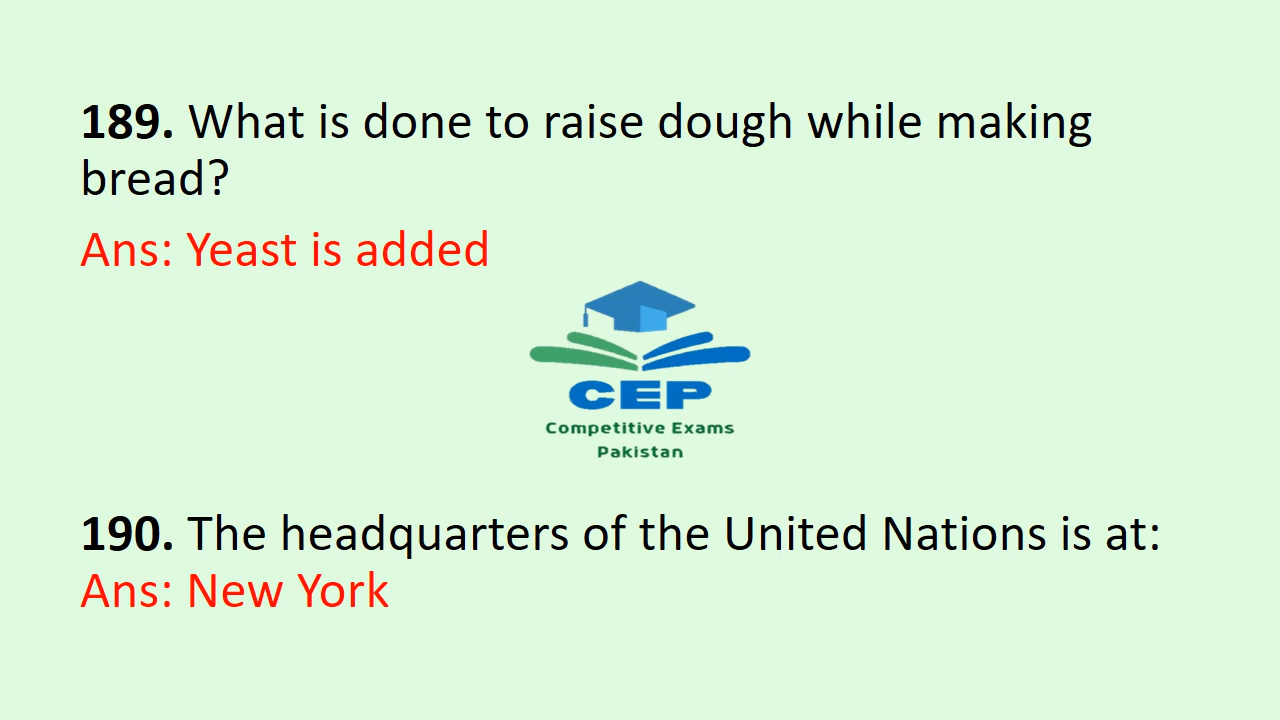 189. What is done to raise dough while making
bread?
Ans: Yeast is added
CEP
Competitive Exams
Pakistan
190. The headquarters of the United Nations is at:
Ans: New York